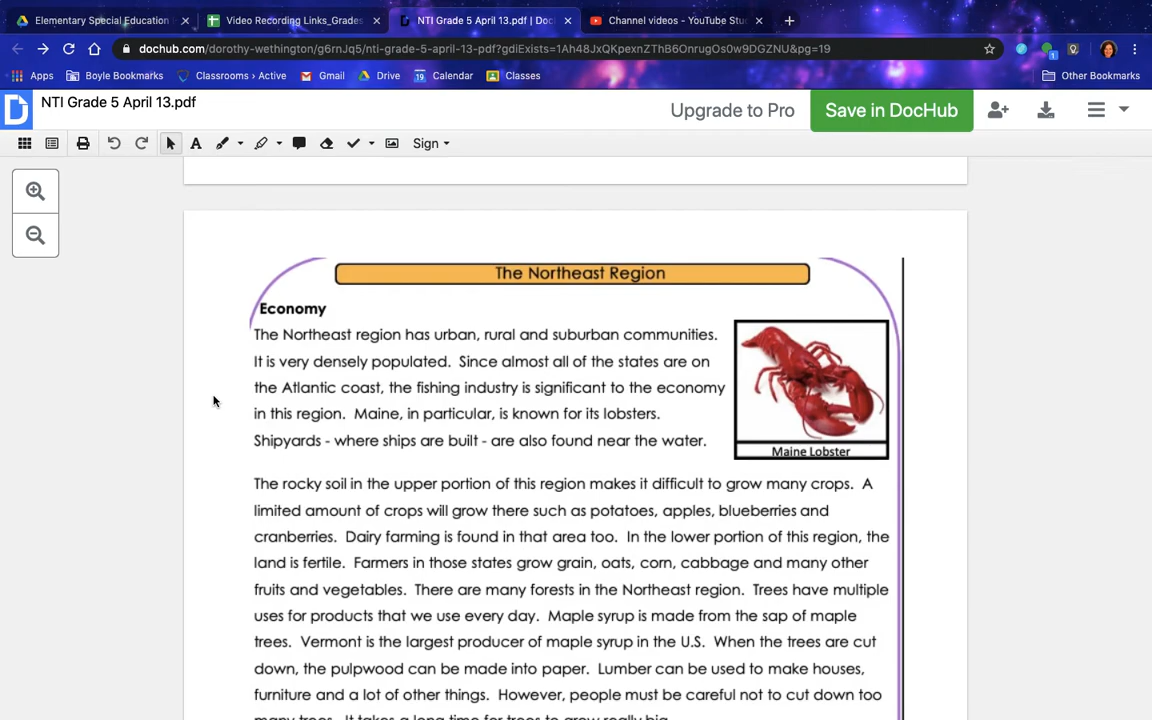 Elementary Special Education
Video Recording Links_Grades
NTI Grade 5 April 13.pdf | Doc
Channel videos - YouTube Stu
dochub.com/dorothy-wethington/g6rnJq5/nti-grade-5-april-13-pdf?gdiExists=1Ah48JxQKpexnZThB6OnrugOs0w9DGZNU&pg=19
Apps
Boyle Bookmarks
Classrooms > Active
Gmail
Drive
19
Calendar
Classes
Other Bookmarks
NTI Grade 5 April 13.pdf
Upgrade to Pro
Save in DocHub
A
Sign
The Northeast Region
Economy
The Northeast region has urban, rural and suburban communities.
It is very densely populated. Since almost all of the states are on
the Atlantic coast, the fishing industry is significant to the economy
in this region. Maine, in particular, is known for its lobsters.
Shipyards - where ships are built - are also found near the water.
Maine Lobster
The rocky soil in the upper portion of this region makes it difficult to grow many crops. A
limited amount of crops will grow there such as potatoes, apples, blueberries and
cranberries. Dairy farming is found in that area too. In the lower portion of this region, the
land is fertile. Farmers in those states grow grain, oats, corn, cabbage and many other
fruits and vegetables. There are many forests in the Northeast region. Trees have multiple
uses for products that we use every day. Maple syrup is made from the sap of maple
trees. Vermont is the largest producer of maple syrup in the U.S. When the trees are cut
down, the pulpwood can be made into paper. Lumber can be used to make houses,
furniture and a lot of other things. However, people must be careful not to cut down too
many trees. It takes a long time for trees to grow really big.